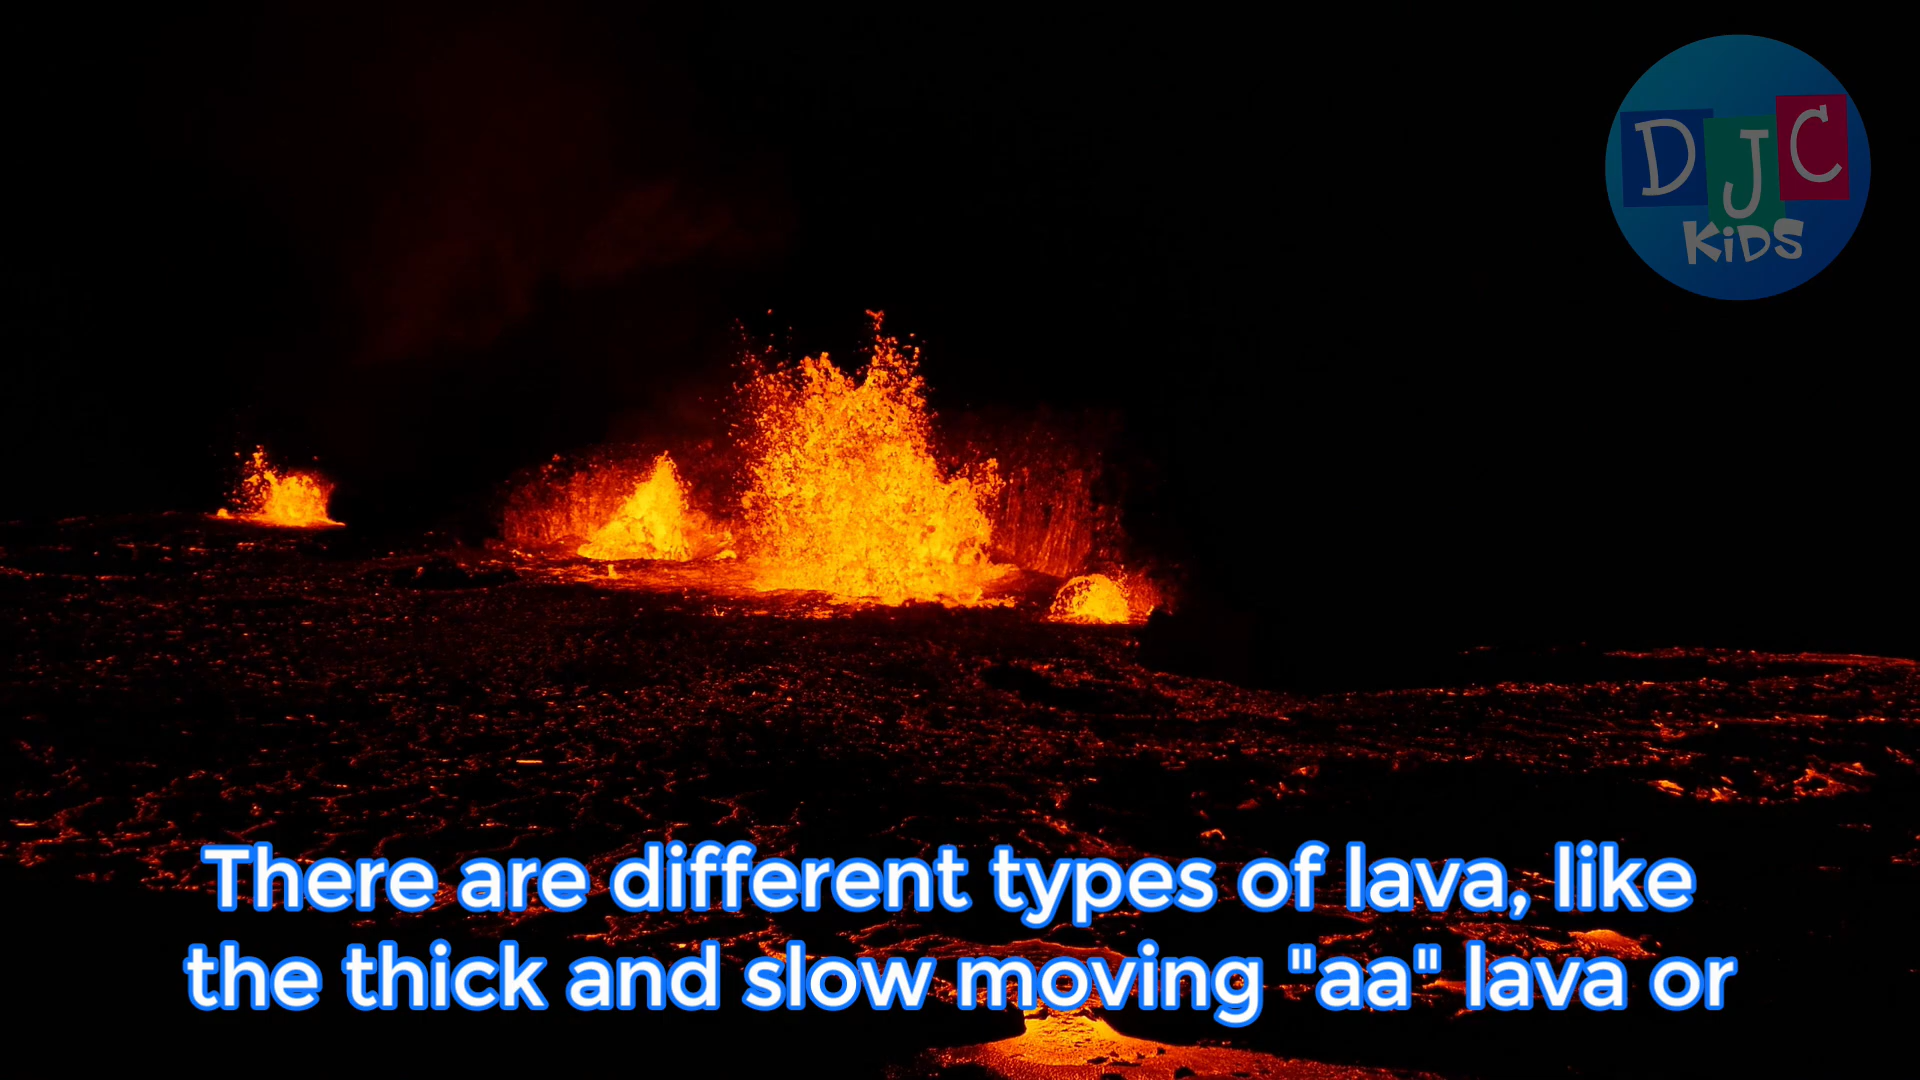 DJC
KiDS
There are different types of lava, like
the thick and slow moving "aa" lava or